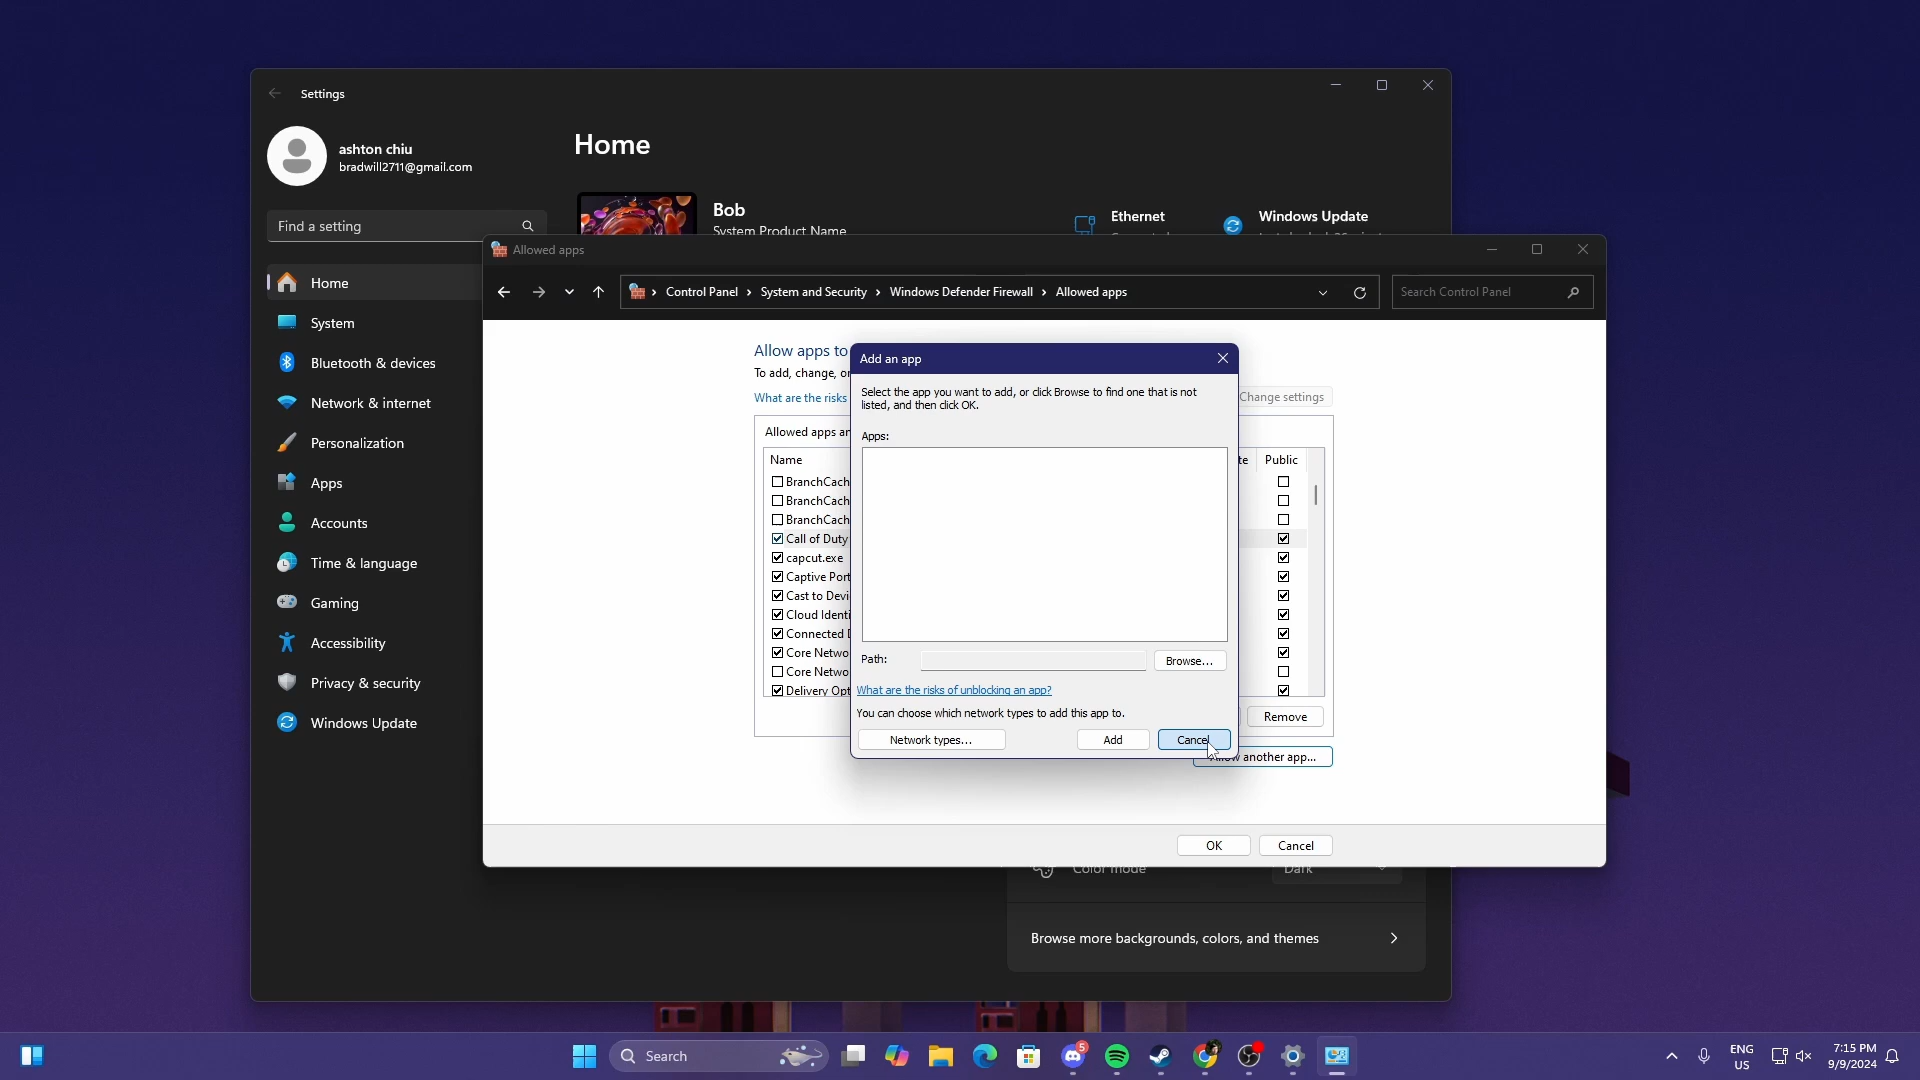 Settings
ashton chiu
bradwill2711@gmail.com
Find a setting
Home
System
Bluetooth & devices
Network & internet
Personalization
Apps
Accounts
Time & language
Gaming
Accessibility
Privacy & security
Windows Update
Home
Bob
System Product Name
Ethernet
Windows Update
Allowed apps
Control Panel › System and Security › Windows Defender Firewall › Allowed apps
Search Control Panel
Allow apps to
To add, change, or
What are the risks
Change settings
Allowed apps an
Name
Public
BranchCach
BranchCach
BranchCach
Call of Duty
capcut.exe
Captive Port
Cast to Devi
Cloud Identi
Connected D
Core Netwo
Core Netwo
Delivery Opt
Remove
another app...
OK
Cancel
Add an app
Select the app you want to add, or click Browse to find one that is not
listed, and then click OK.
Apps:
Path:
Browse...
What are the risks of unblocking an app?
You can choose which network types to add this app to.
Network types...
Add
Cancel
Color mode
Dark
Browse more backgrounds, colors, and themes
Search
5
ENG
US
7:15 PM
9/9/2024